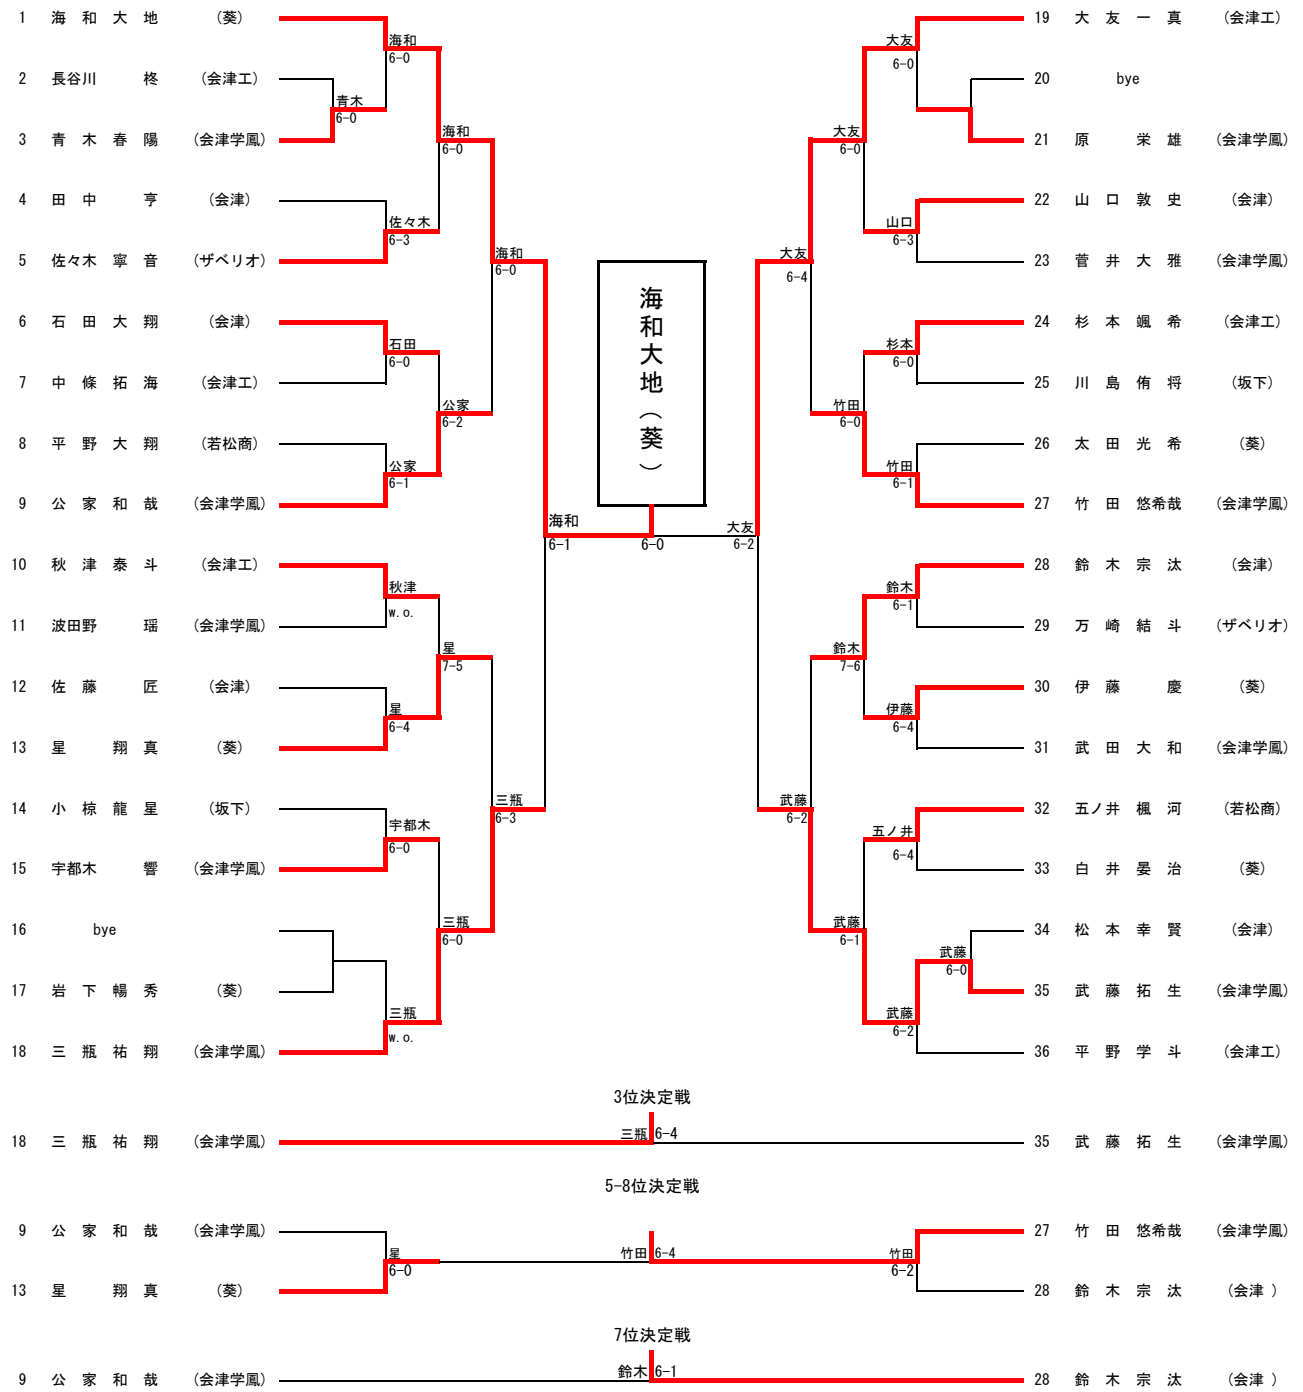 1 海和大地 (葵)
2 長谷川 柊 (会津工)
3 青木春陽 (会津学鳳)
4 田中 亨 (会津)
5 佐々木寧音 (ザベリオ)
6 石田大翔 (会津)
7 中條拓海 (会津工)
8 平野大翔 (若松商)
9 公家和哉 (会津学鳳)
10 秋津泰斗 (会津工)
11 波田野 瑶 (会津学鳳)
12 佐藤 匠 (会津)
13 星 翔真 (葵)
14 小椋龍星 (坂下)
15 宇都木 響 (会津学鳳)
16 bye
17 岩下暢秀 (葵)
18 三瓶祐翔 (会津学鳳)
青木
6-0
海和
6-0
佐々木
6-3
石田
6-0
公家
6-1
秋津
w.o.
星
6-4
宇都木
6-0
三瓶
w.o.
海和
6-0
公家
6-2
星
7-5
三瓶
6-0
海和
6-0
三瓶
6-3
海和
6-1
海和大地(葵)
6-0
大友
6-2
大友
6-4
武藤
6-2
大友
6-0
竹田
6-0
鈴木
7-6
武藤
6-1
大友
6-0
山口
6-3
杉本
6-0
竹田
6-1
鈴木
6-1
伊藤
6-4
五ノ井
6-4
武藤
6-2
武藤
6-0
19 大友一真 (会津工)
20 bye
21 原 栄雄 (会津学鳳)
22 山口敦史 (会津)
23 菅井大雅 (会津学鳳)
24 杉本颯希 (会津工)
25 川島侑将 (坂下)
26 太田光希 (葵)
27 竹田悠希哉 (会津学鳳)
28 鈴木宗汰 (会津)
29 万崎結斗 (ザベリオ)
30 伊藤 慶 (葵)
31 武田大和 (会津学鳳)
32 五ノ井楓河 (若松商)
33 白井晏治 (葵)
34 松本幸賢 (会津)
35 武藤拓生 (会津学鳳)
36 平野学斗 (会津工)
3位決定戦
18 三瓶祐翔 (会津学鳳) 三瓶 6-4 35 武藤拓生 (会津学鳳)
5-8位決定戦
9 公家和哉 (会津学鳳) 27 竹田悠希哉 (会津学鳳)
星 竹田 6-4 竹田
6-0 6-2
13 星 翔真 (葵) 28 鈴木宗汰 (会津 )
7位決定戦
9 公家和哉 (会津学鳳) 鈴木 6-1 28 鈴木宗汰 (会津 )